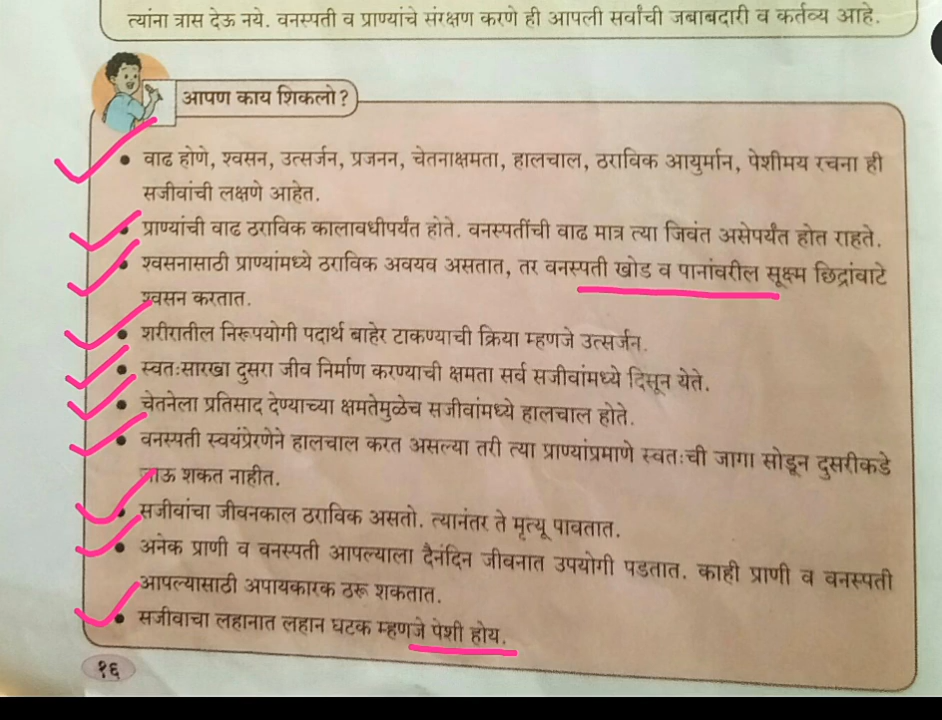 त्यांना त्रास देऊ नये. वनस्पती व प्राण्यांचे संरक्षण करणे ही आपली सर्वांची जबाबदारी व कर्तव्य आहे.
आपण काय शिकलो?
• वाढ होणे, श्वसन, उत्सर्जन, प्रजनन, चेतनाक्षमता, हालचाल, ठराविक आयुर्मान, पेशीमय रचना ही
सजीवांची लक्षणे आहेत.
• प्राण्यांची वाढ ठराविक कालावधीपर्यंत होते. वनस्पतींची वाढ मात्र त्या जिवंत असेपर्यंत होत राहते.
• श्वसनासाठी प्राण्यांमध्ये ठराविक अवयव असतात, तर वनस्पती खोड व पानांवरील सूक्ष्म छिद्रांवाटे
श्वसन करतात.
• शरीरातील निरूपयोगी पदार्थ बाहेर टाकण्याची क्रिया म्हणजे उत्सर्जन.
• स्वतःसारखा दुसरा जीव निर्माण करण्याची क्षमता सर्व सजीवांमध्ये दिसून येते.
• चेतनेला प्रतिसाद देण्याच्या क्षमतेमुळेच सजीवांमध्ये हालचाल होते.
• वनस्पती स्वयंप्रेरणेने हालचाल करत असल्या तरी त्या प्राण्यांप्रमाणे स्वतःची जागा सोडून दुसरीकडे
जाऊ शकत नाहीत.
• सजीवांचा जीवनकाल ठराविक असतो. त्यानंतर ते मृत्यू पावतात.
• अनेक प्राणी व वनस्पती आपल्याला दैनंदिन जीवनात उपयोगी पडतात. काही प्राणी व वनस्पती
आपल्यासाठी अपायकारक ठरू शकतात.
• सजीवाचा लहानात लहान घटक म्हणजे पेशी होय.
१६